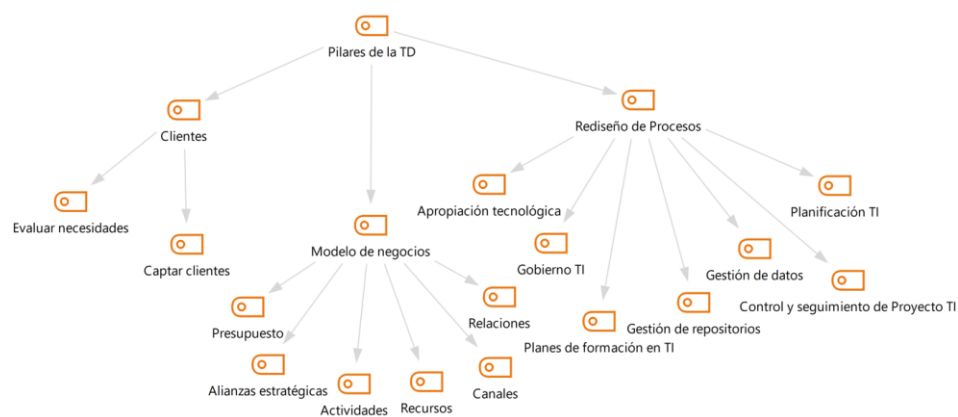 Pilares de la TD
Clientes
Rediseño de Procesos
Evaluar necesidades
Captar clientes
Modelo de negocios
Apropiación tecnológica
Planificación TI
Gobierno TI
Gestión de datos
Control y seguimiento de Proyecto TI
Presupuesto
Relaciones
Planes de formación en TI
Gestión de repositorios
Alianzas estratégicas
Actividades
Recursos
Canales